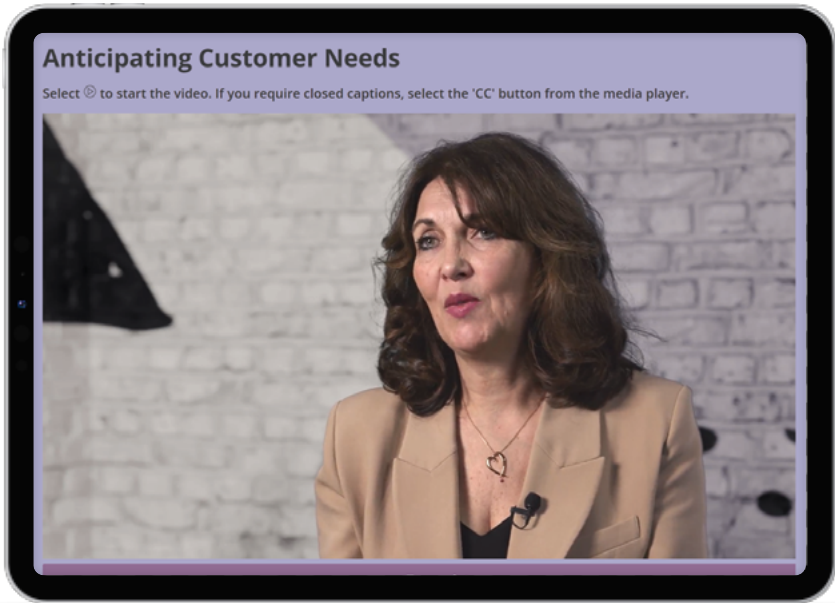 Anticipating Customer Needs
Select to start the video. If you require closed captions, select the 'CC' button from the media player.